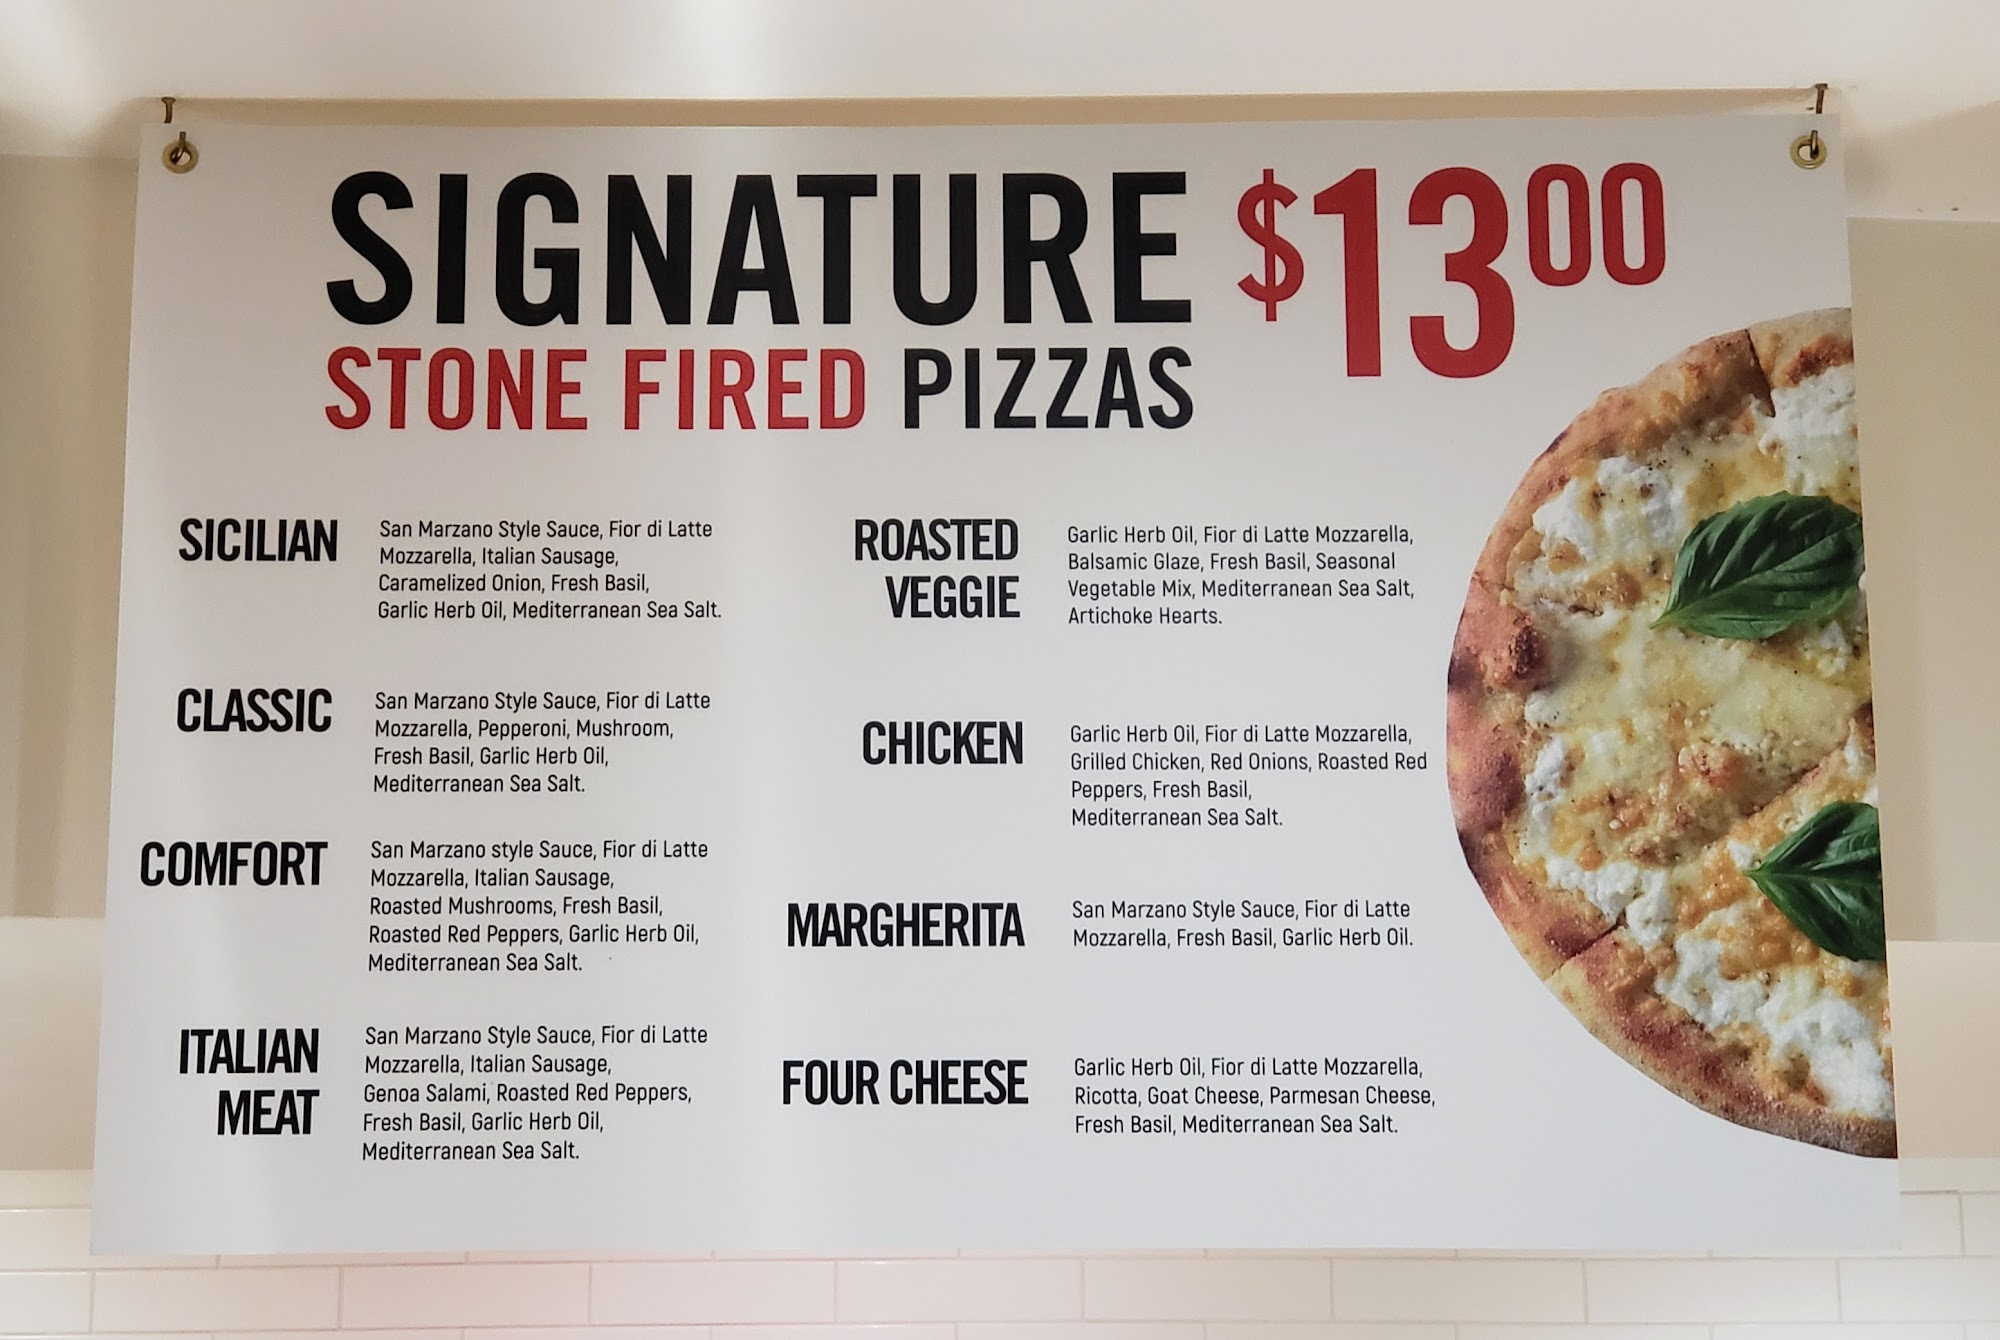 SIGNATURE $13.00
STONE FIRED PIZZAS
SICILIAN
San Marzano Style Sauce, Fior di Latte
Mozzarella, Italian Sausage,
Caramelized Onion, Fresh Basil,
Garlic Herb Oil, Mediterranean Sea Salt.
CLASSIC
San Marzano Style Sauce, Fior di Latte
Mozzarella, Pepperoni, Mushroom,
Fresh Basil, Garlic Herb Oil,
Mediterranean Sea Salt.
COMFORT
San Marzano style Sauce, Fior di Latte
Mozzarella, Italian Sausage,
Roasted Mushrooms, Fresh Basil,
Roasted Red Peppers, Garlic Herb Oil,
Mediterranean Sea Salt.
ITALIAN
MEAT
San Marzano Style Sauce, Fior di Latte
Mozzarella, Italian Sausage,
Genoa Salami, Roasted Red Peppers,
Fresh Basil, Garlic Herb Oil,
Mediterranean Sea Salt.
ROASTED
VEGGIE
Garlic Herb Oil, Fior di Latte Mozzarella,
Balsamic Glaze, Fresh Basil, Seasonal
Vegetable Mix, Mediterranean Sea Salt,
Artichoke Hearts.
CHICKEN
Garlic Herb Oil, Fior di Latte Mozzarella,
Grilled Chicken, Red Onions, Roasted Red
Peppers, Fresh Basil,
Mediterranean Sea Salt.
MARGHERITA
San Marzano Style Sauce, Fior di Latte
Mozzarella, Fresh Basil, Garlic Herb Oil.
FOUR CHEESE
Garlic Herb Oil, Fior di Latte Mozzarella,
Ricotta, Goat Cheese, Parmesan Cheese,
Fresh Basil, Mediterranean Sea Salt.